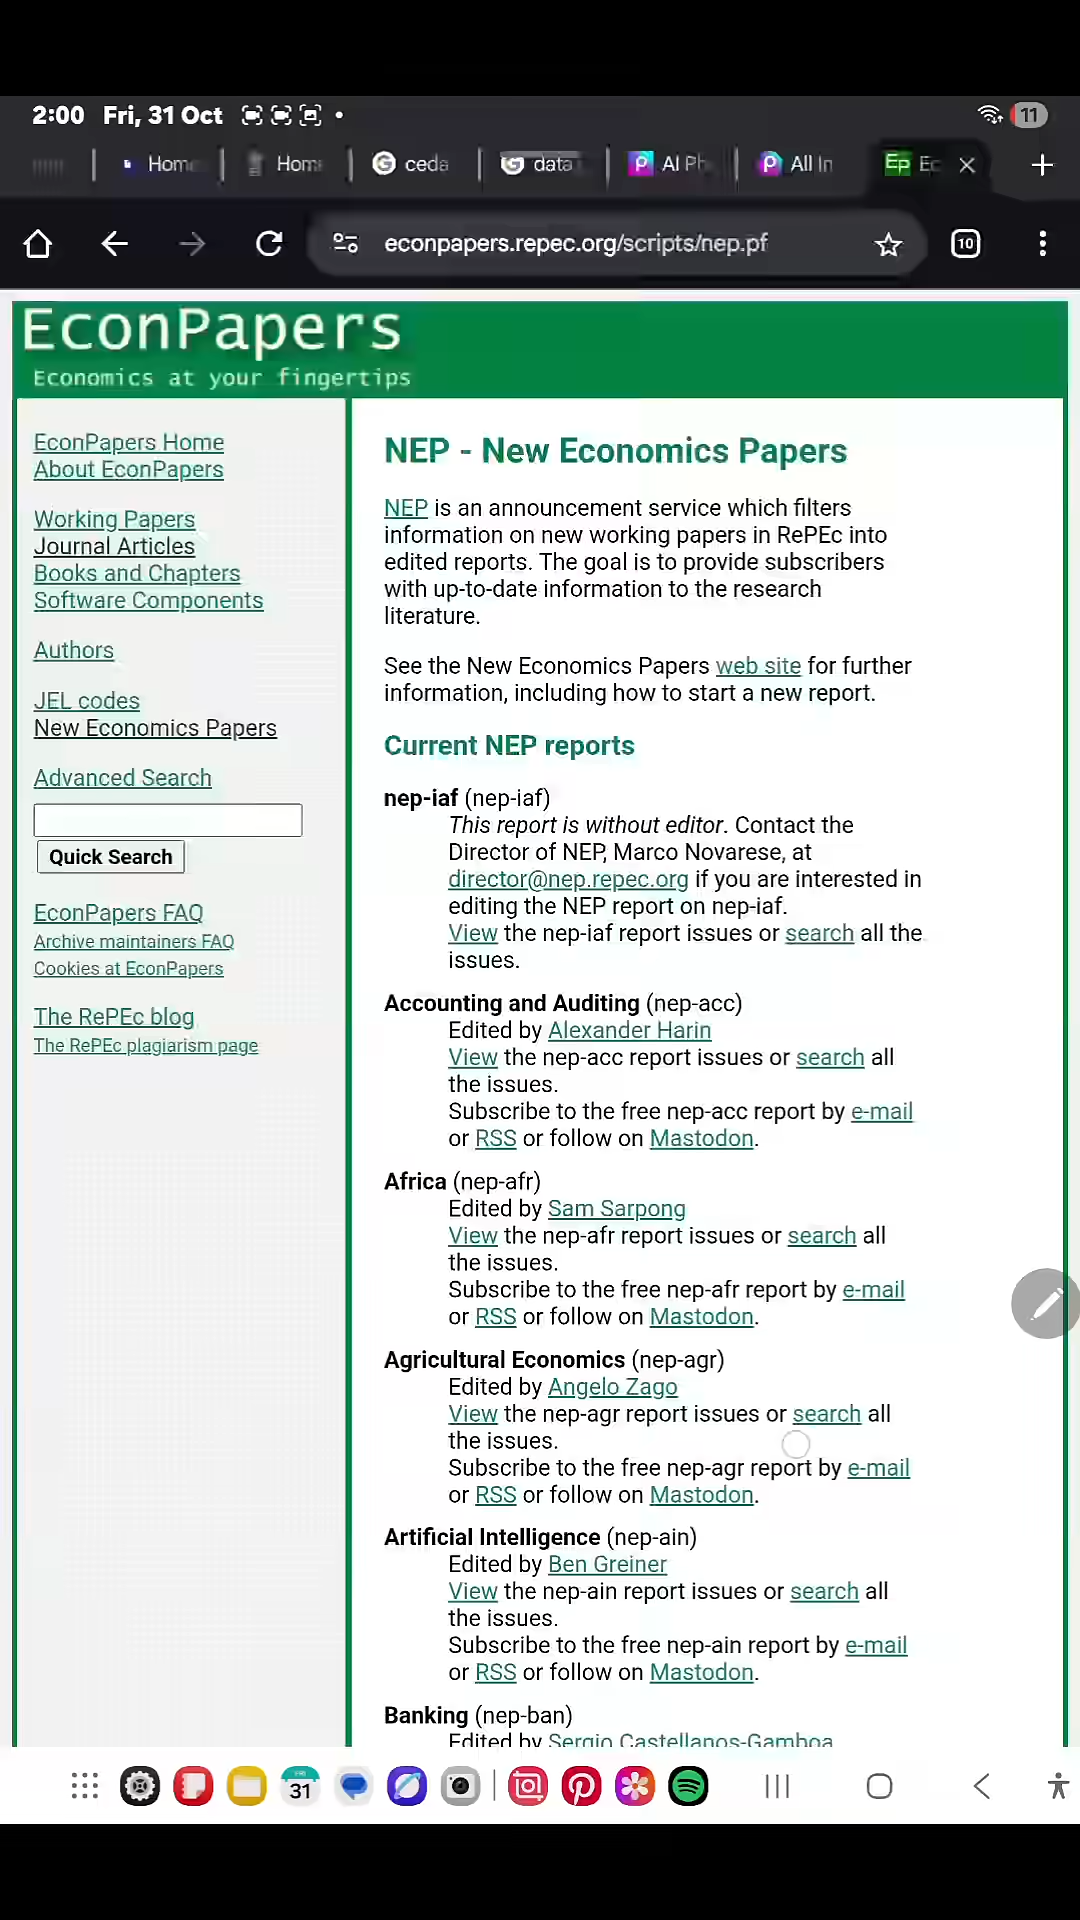 2:00 Fri, 31 Oct
11
Home
Home
ceda
data
AI Ph
All In
Ec
econpapers.repec.org/scripts/nep.pf
10
EconPapers
Economics at your fingertips
EconPapers Home
About EconPapers
Working Papers
Journal Articles
Books and Chapters
Software Components
Authors
JEL codes
New Economics Papers
Advanced Search
Quick Search
EconPapers FAQ
Archive maintainers FAQ
Cookies at EconPapers
The RePEc blog
The RePEc plagiarism page
NEP - New Economics Papers
NEP is an announcement service which filters
information on new working papers in RePEc into
edited reports. The goal is to provide subscribers
with up-to-date information to the research
literature.
See the New Economics Papers web site for further
information, including how to start a new report.
Current NEP reports
nep-iaf (nep-iaf)
This report is without editor. Contact the
Director of NEP, Marco Novarese, at
director@nep.repec.org if you are interested in
editing the NEP report on nep-iaf.
View the nep-iaf report issues or search all the
issues.
Accounting and Auditing (nep-acc)
Edited by Alexander Harin
View the nep-acc report issues or search all
the issues.
Subscribe to the free nep-acc report by e-mail
or RSS or follow on Mastodon.
Africa (nep-afr)
Edited by Sam Sarpong
View the nep-afr report issues or search all
the issues.
Subscribe to the free nep-afr report by e-mail
or RSS or follow on Mastodon.
Agricultural Economics (nep-agr)
Edited by Angelo Zago
View the nep-agr report issues or search all
the issues.
Subscribe to the free nep-agr report by e-mail
or RSS or follow on Mastodon.
Artificial Intelligence (nep-ain)
Edited by Ben Greiner
View the nep-ain report issues or search all
the issues.
Subscribe to the free nep-ain report by e-mail
or RSS or follow on Mastodon.
Banking (nep-ban)
Edited by Sergio Castellanos-Gamboa
FRI
31